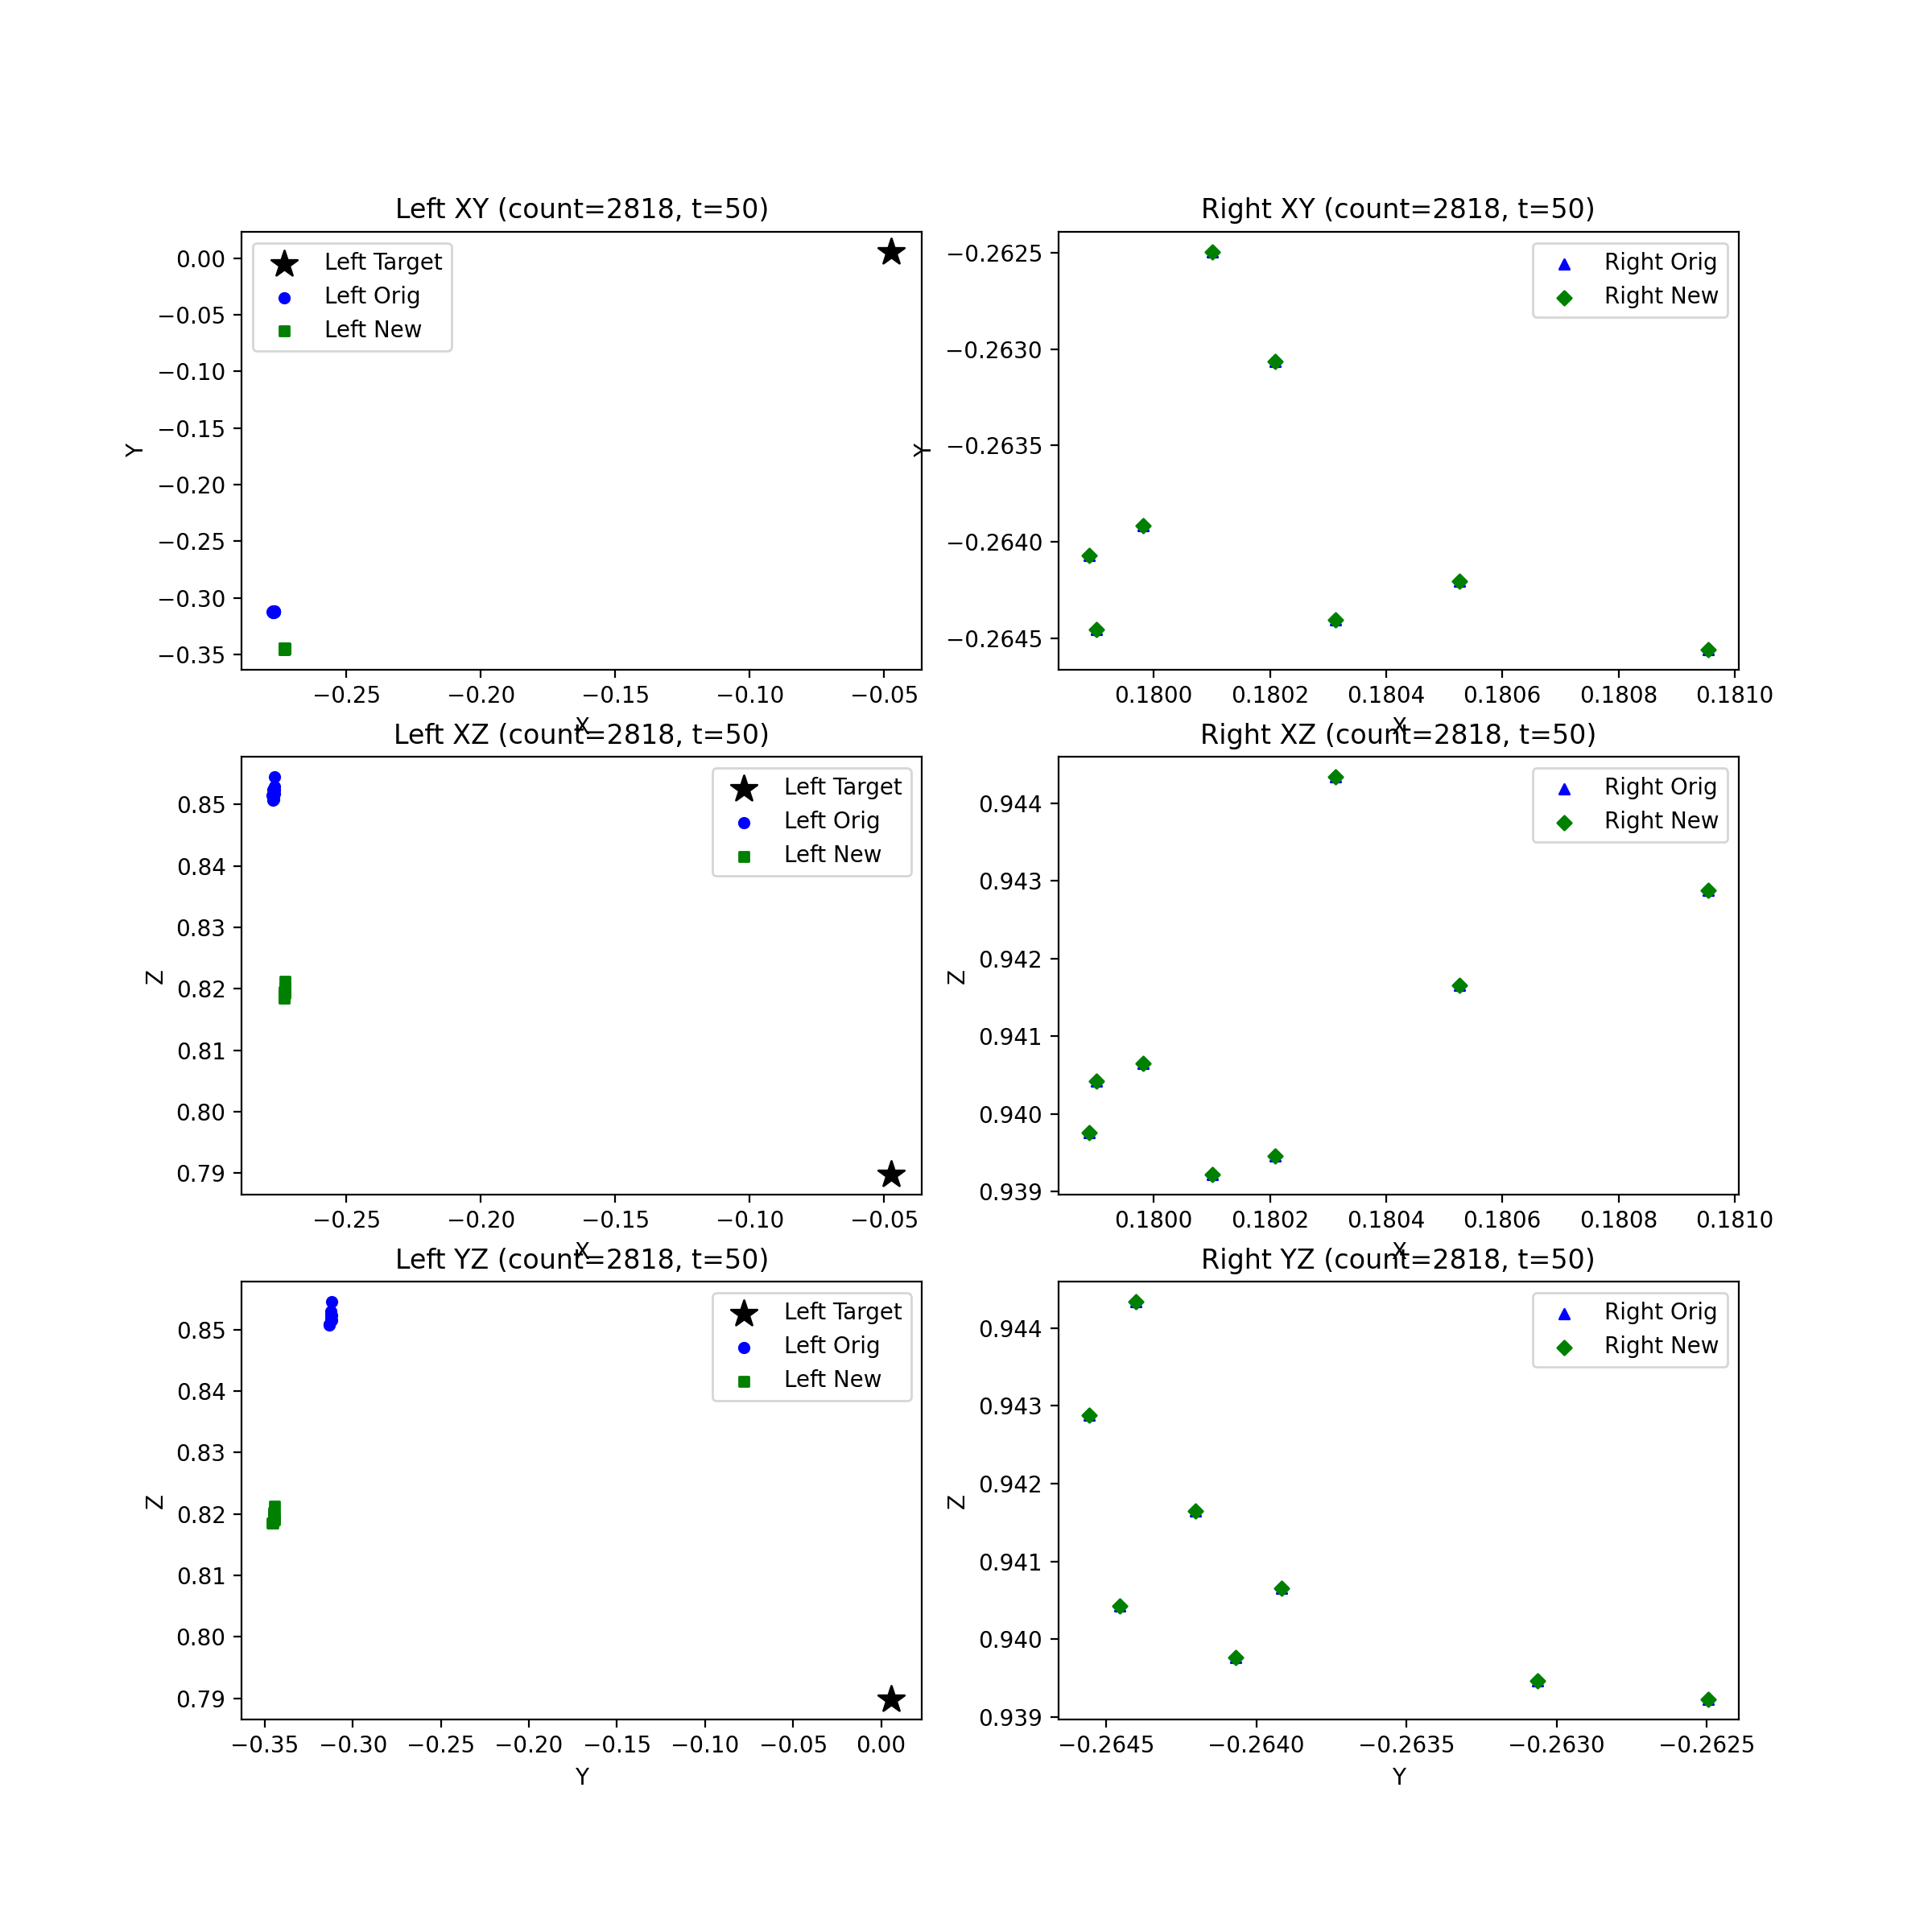 Left XY (count=2818, t=50)
Left Target
Left Orig
Left New
0.00
−0.05
−0.10
−0.15
−0.20
−0.25
−0.30
−0.35
Y
−0.25
−0.20
−0.15
−0.10
−0.05
X
Right XY (count=2818, t=50)
Right Orig
Right New
−0.2625
−0.2630
−0.2635
−0.2640
−0.2645
Y
0.1800
0.1802
0.1804
0.1806
0.1808
0.1810
X
Left XZ (count=2818, t=50)
Left Target
Left Orig
Left New
0.85
0.84
0.83
0.82
0.81
0.80
0.79
Z
−0.25
−0.20
−0.15
−0.10
−0.05
X
Right XZ (count=2818, t=50)
Right Orig
Right New
0.944
0.943
0.942
0.941
0.940
0.939
Z
0.1800
0.1802
0.1804
0.1806
0.1808
0.1810
X
Left YZ (count=2818, t=50)
Left Target
Left Orig
Left New
0.85
0.84
0.83
0.82
0.81
0.80
0.79
Z
−0.35
−0.30
−0.25
−0.20
−0.15
−0.10
−0.05
0.00
Y
Right YZ (count=2818, t=50)
Right Orig
Right New
0.944
0.943
0.942
0.941
0.940
0.939
Z
−0.2645
−0.2640
−0.2635
−0.2630
−0.2625
Y